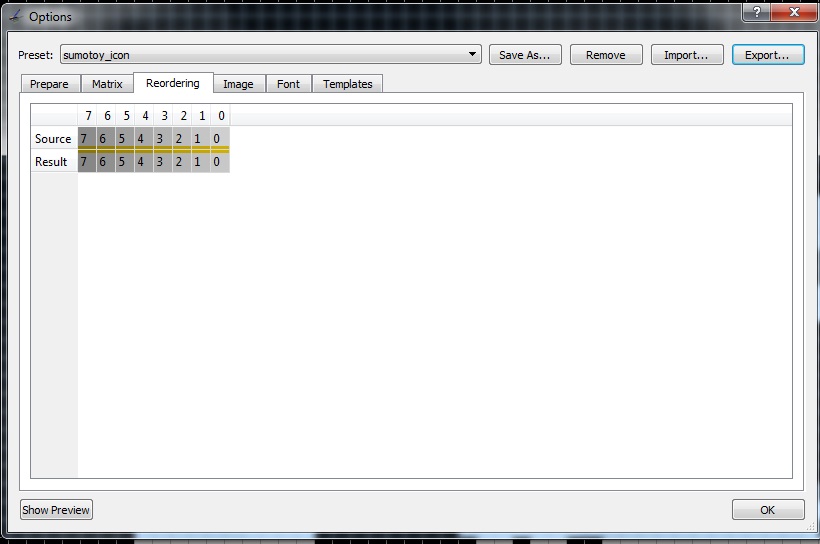 Options
?
Preset: sumotoy_icon Save As... Remove Import... Export...
Prepare Matrix Reordering Image Font Templates
7 6 5 4 3 2 1 0
Source 7 6 5 4 3 2 1 0
Result 7 6 5 4 3 2 1 0
Show Preview OK